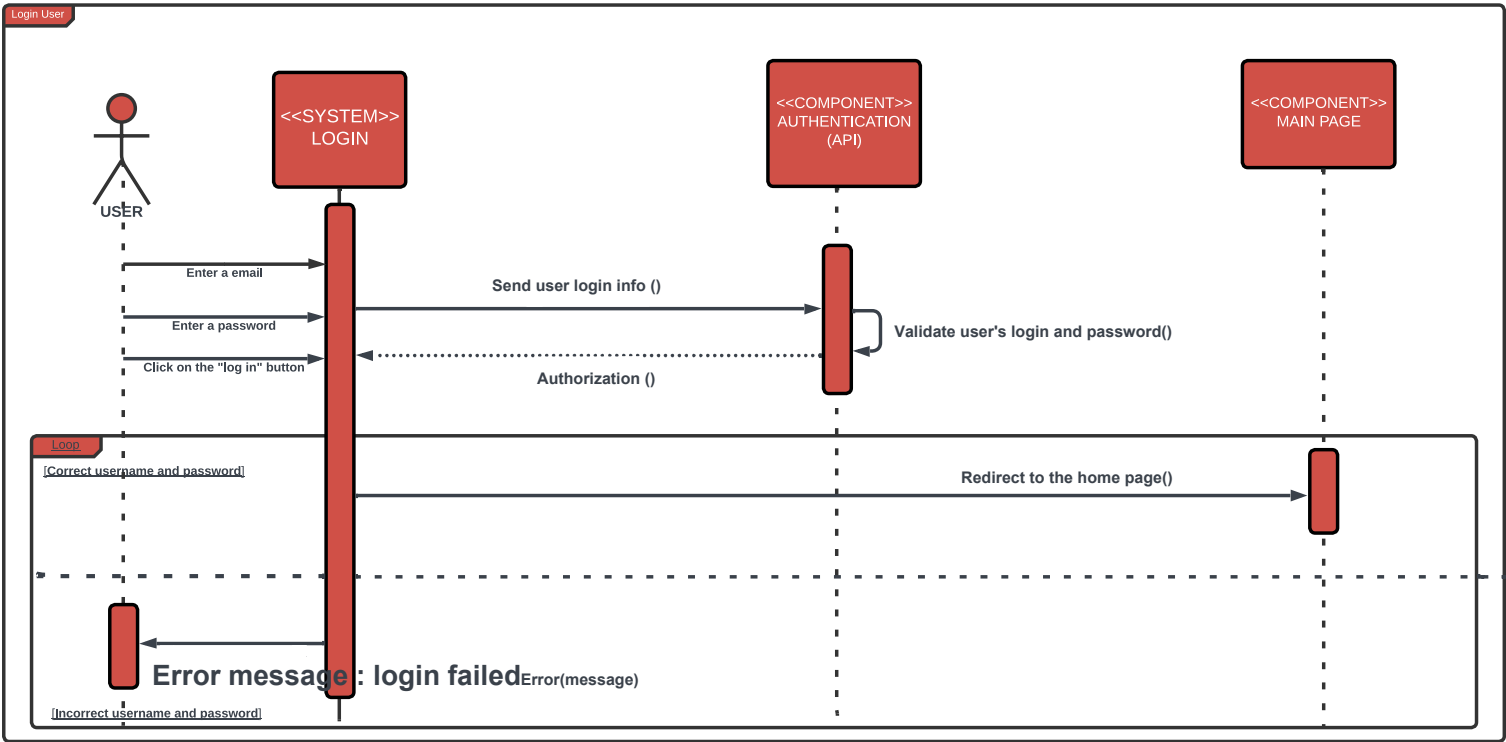 Login User
<<SYSTEM>>
LOGIN
<<COMPONENT>>
AUTHENTICATION
(API)
<<COMPONENT>>
MAIN PAGE
USER
Enter a email
Send user login info ()
Enter a password
Validate user's login and password()
Click on the "log in" button
Authorization ()
Loop
[Correct username and password]
Redirect to the home page()
Error message : login failedError(message)
[Incorrect username and password]